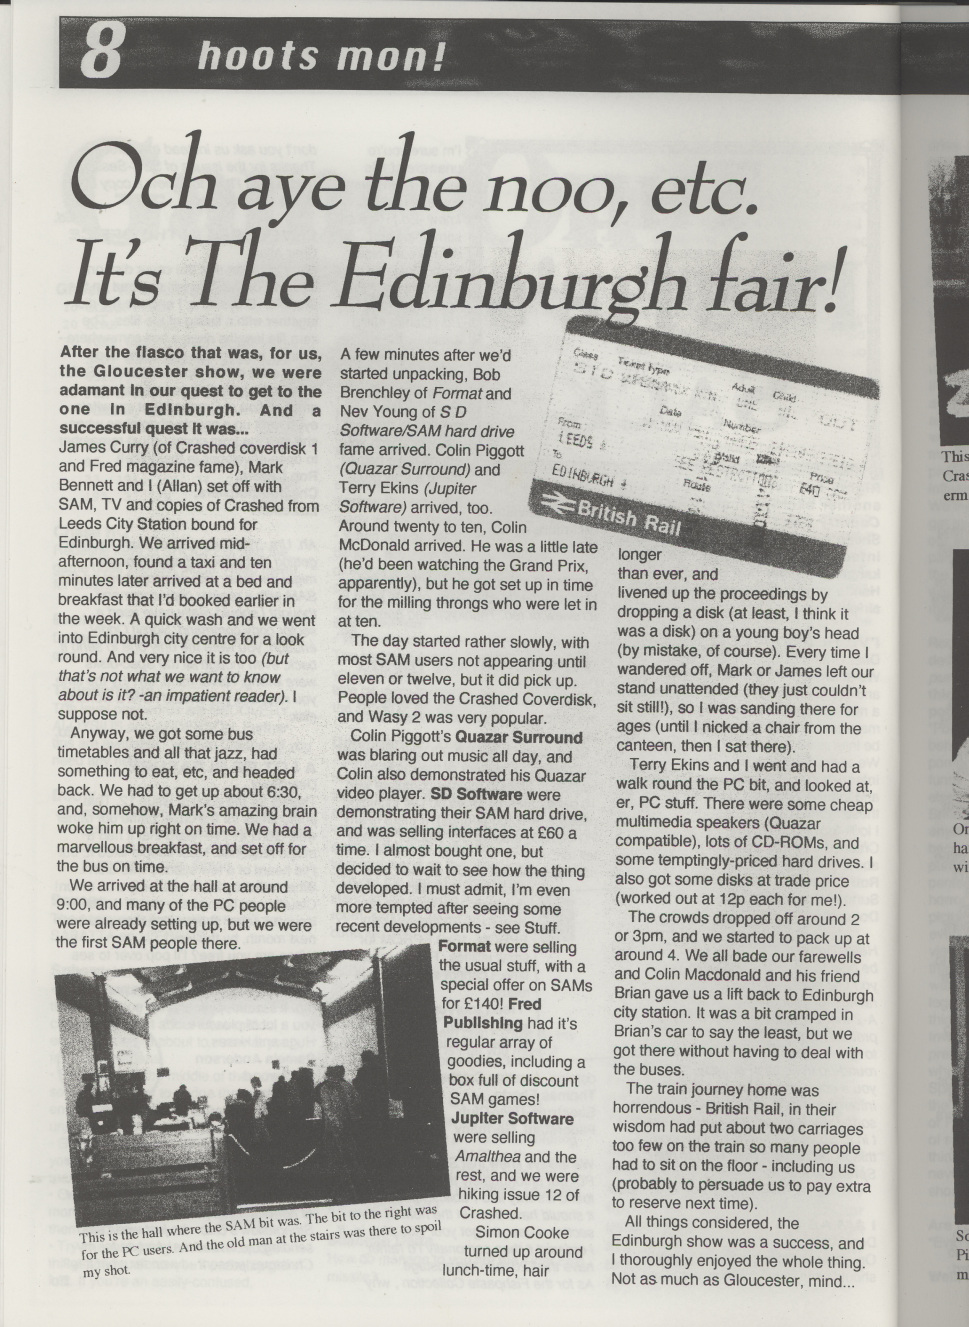 8 hoots mon!
Och aye the noo, etc.
It's The Edinburgh fair!
After the fiasco that was, for us,
the Gloucester show, we were
adamant in our quest to get to the
one in Edinburgh. And a
successful quest it was...
James Curry (of Crashed coverdisk 1
and Fred magazine fame), Mark
Bennett and I (Allan) set off with
SAM, TV and copies of Crashed from
Leeds City Station bound for
Edinburgh. We arrived mid-
afternoon, found a taxi and ten
minutes later arrived at a bed and
breakfast that I'd booked earlier in
the week. A quick wash and we went
into Edinburgh city centre for a look
round. And very nice it is too (but
that's not what we want to know
about is it? -an impatient reader). I
suppose not.
Anyway, we got some bus
timetables and all that jazz, had
something to eat, etc, and headed
back. We had to get up about 6:30,
and, somehow, Mark's amazing brain
woke him up right on time. We had a
marvellous breakfast, and set off for
the bus on time.
We arrived at the hall at around
9:00, and many of the PC people
were already setting up, but we were
the first SAM people there.
This is the hall where the SAM bit was. The bit to the right was
for the PC users. And the old man at the stairs was there to spoil
my shot.
A few minutes after we'd
started unpacking, Bob
Brenchley of Format and
Nev Young of S D
Software/SAM hard drive
fame arrived. Colin Piggott
(Quazar Surround) and
Terry Ekins (Jupiter
Software) arrived, too.
Around twenty to ten, Colin
McDonald arrived. He was a little late
(he'd been watching the Grand Prix,
apparently), but he got set up in time
for the milling throngs who were let in
at ten.
The day started rather slowly, with
most SAM users not appearing until
eleven or twelve, but it did pick up.
People loved the Crashed Coverdisk,
and Wasy 2 was very popular.
Colin Piggott's Quazar Surround
was blaring out music all day, and
Colin also demonstrated his Quazar
video player. SD Software were
demonstrating their SAM hard drive,
and was selling interfaces at £60 a
time. I almost bought one, but
decided to wait to see how the thing
developed. I must admit, I'm even
more tempted after seeing some
recent developments - see Stuff.
Format were selling
the usual stuff, with a
special offer on SAMs
for £140! Fred
Publishing had it's
regular array of
goodies, including a
box full of discount
SAM games!
Jupiter Software
were selling
Amalthea and the
rest, and we were
hiking issue 12 of
Crashed.
Simon Cooke
turned up around
lunch-time, hair
Class Ticket type Adult Child
STD
Date Number
From
LEEDS
To
EDINBURGH
Route
Price
£40
British Rail
longer
than ever, and
livened up the proceedings by
dropping a disk (at least, I think it
was a disk) on a young boy's head
(by mistake, of course). Every time I
wandered off, Mark or James left our
stand unattended (they just couldn't
sit still!), so I was sanding there for
ages (until I nicked a chair from the
canteen, then I sat there).
Terry Ekins and I went and had a
walk round the PC bit, and looked at,
er, PC stuff. There were some cheap
multimedia speakers (Quazar
compatible), lots of CD-ROMs, and
some temptingly-priced hard drives. I
also got some disks at trade price
(worked out at 12p each for me!).
The crowds dropped off around 2
or 3pm, and we started to pack up at
around 4. We all bade our farewells
and Colin Macdonald and his friend
Brian gave us a lift back to Edinburgh
city station. It was a bit cramped in
Brian's car to say the least, but we
got there without having to deal with
the buses.
The train journey home was
horrendous - British Rail, in their
wisdom had put about two carriages
too few on the train so many people
had to sit on the floor - including us
(probably to persuade us to pay extra
to reserve next time).
All things considered, the
Edinburgh show was a success, and
I thoroughly enjoyed the whole thing.
Not as much as Gloucester, mind...
This